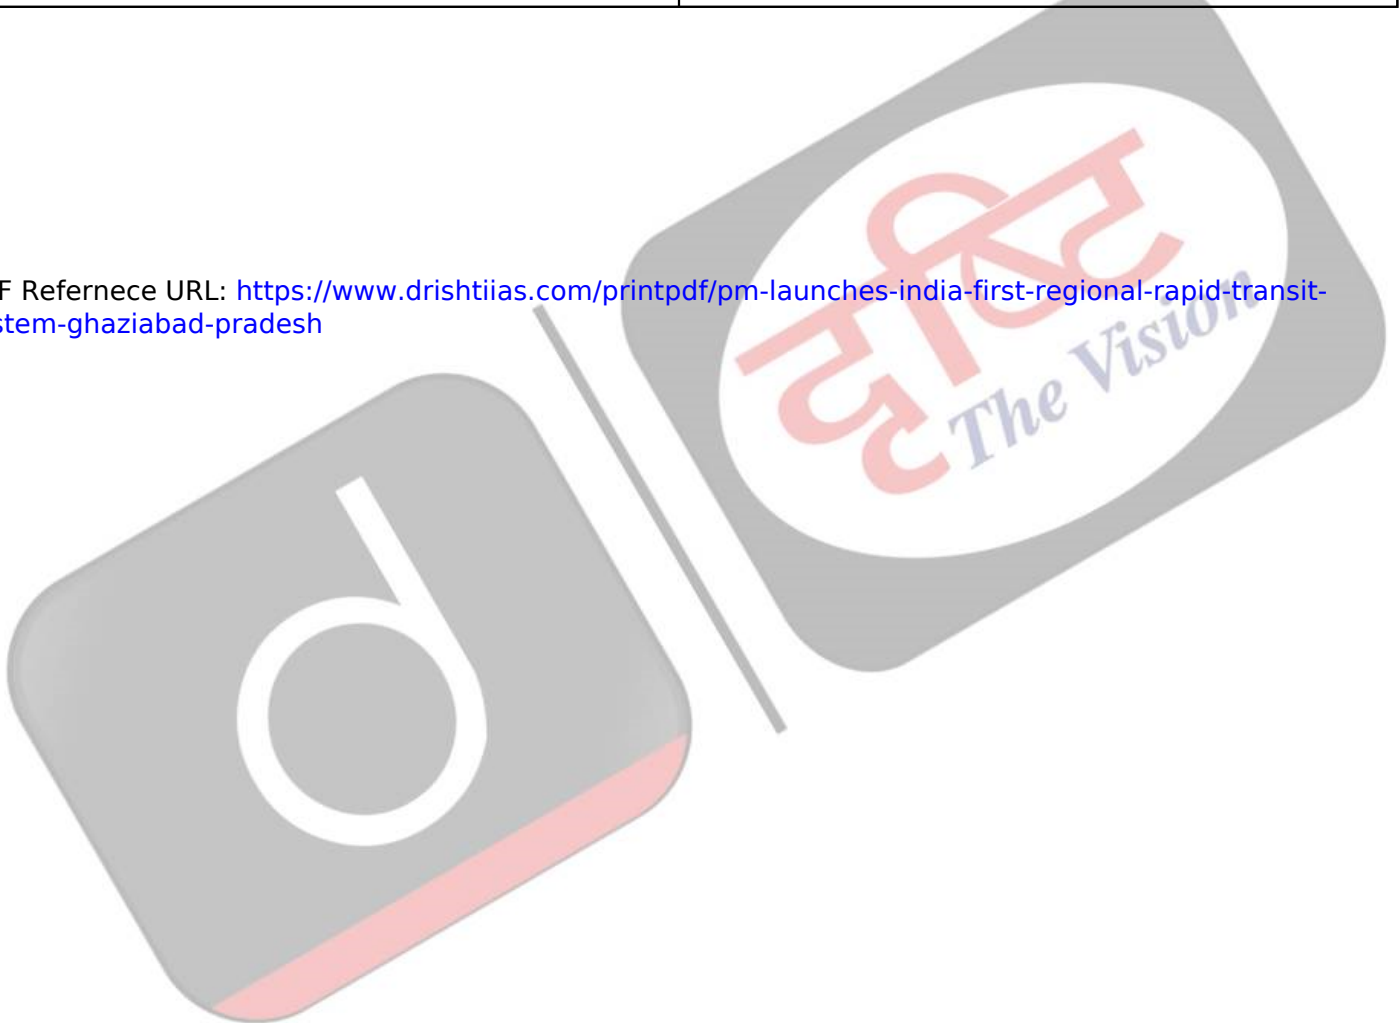 F Refernece URL: https://www.drishtiias.com/printpdf/pm-launches-india-first-regional-rapid-transit-
stem-ghaziabad-pradesh
दृष्टि
The Vision
d